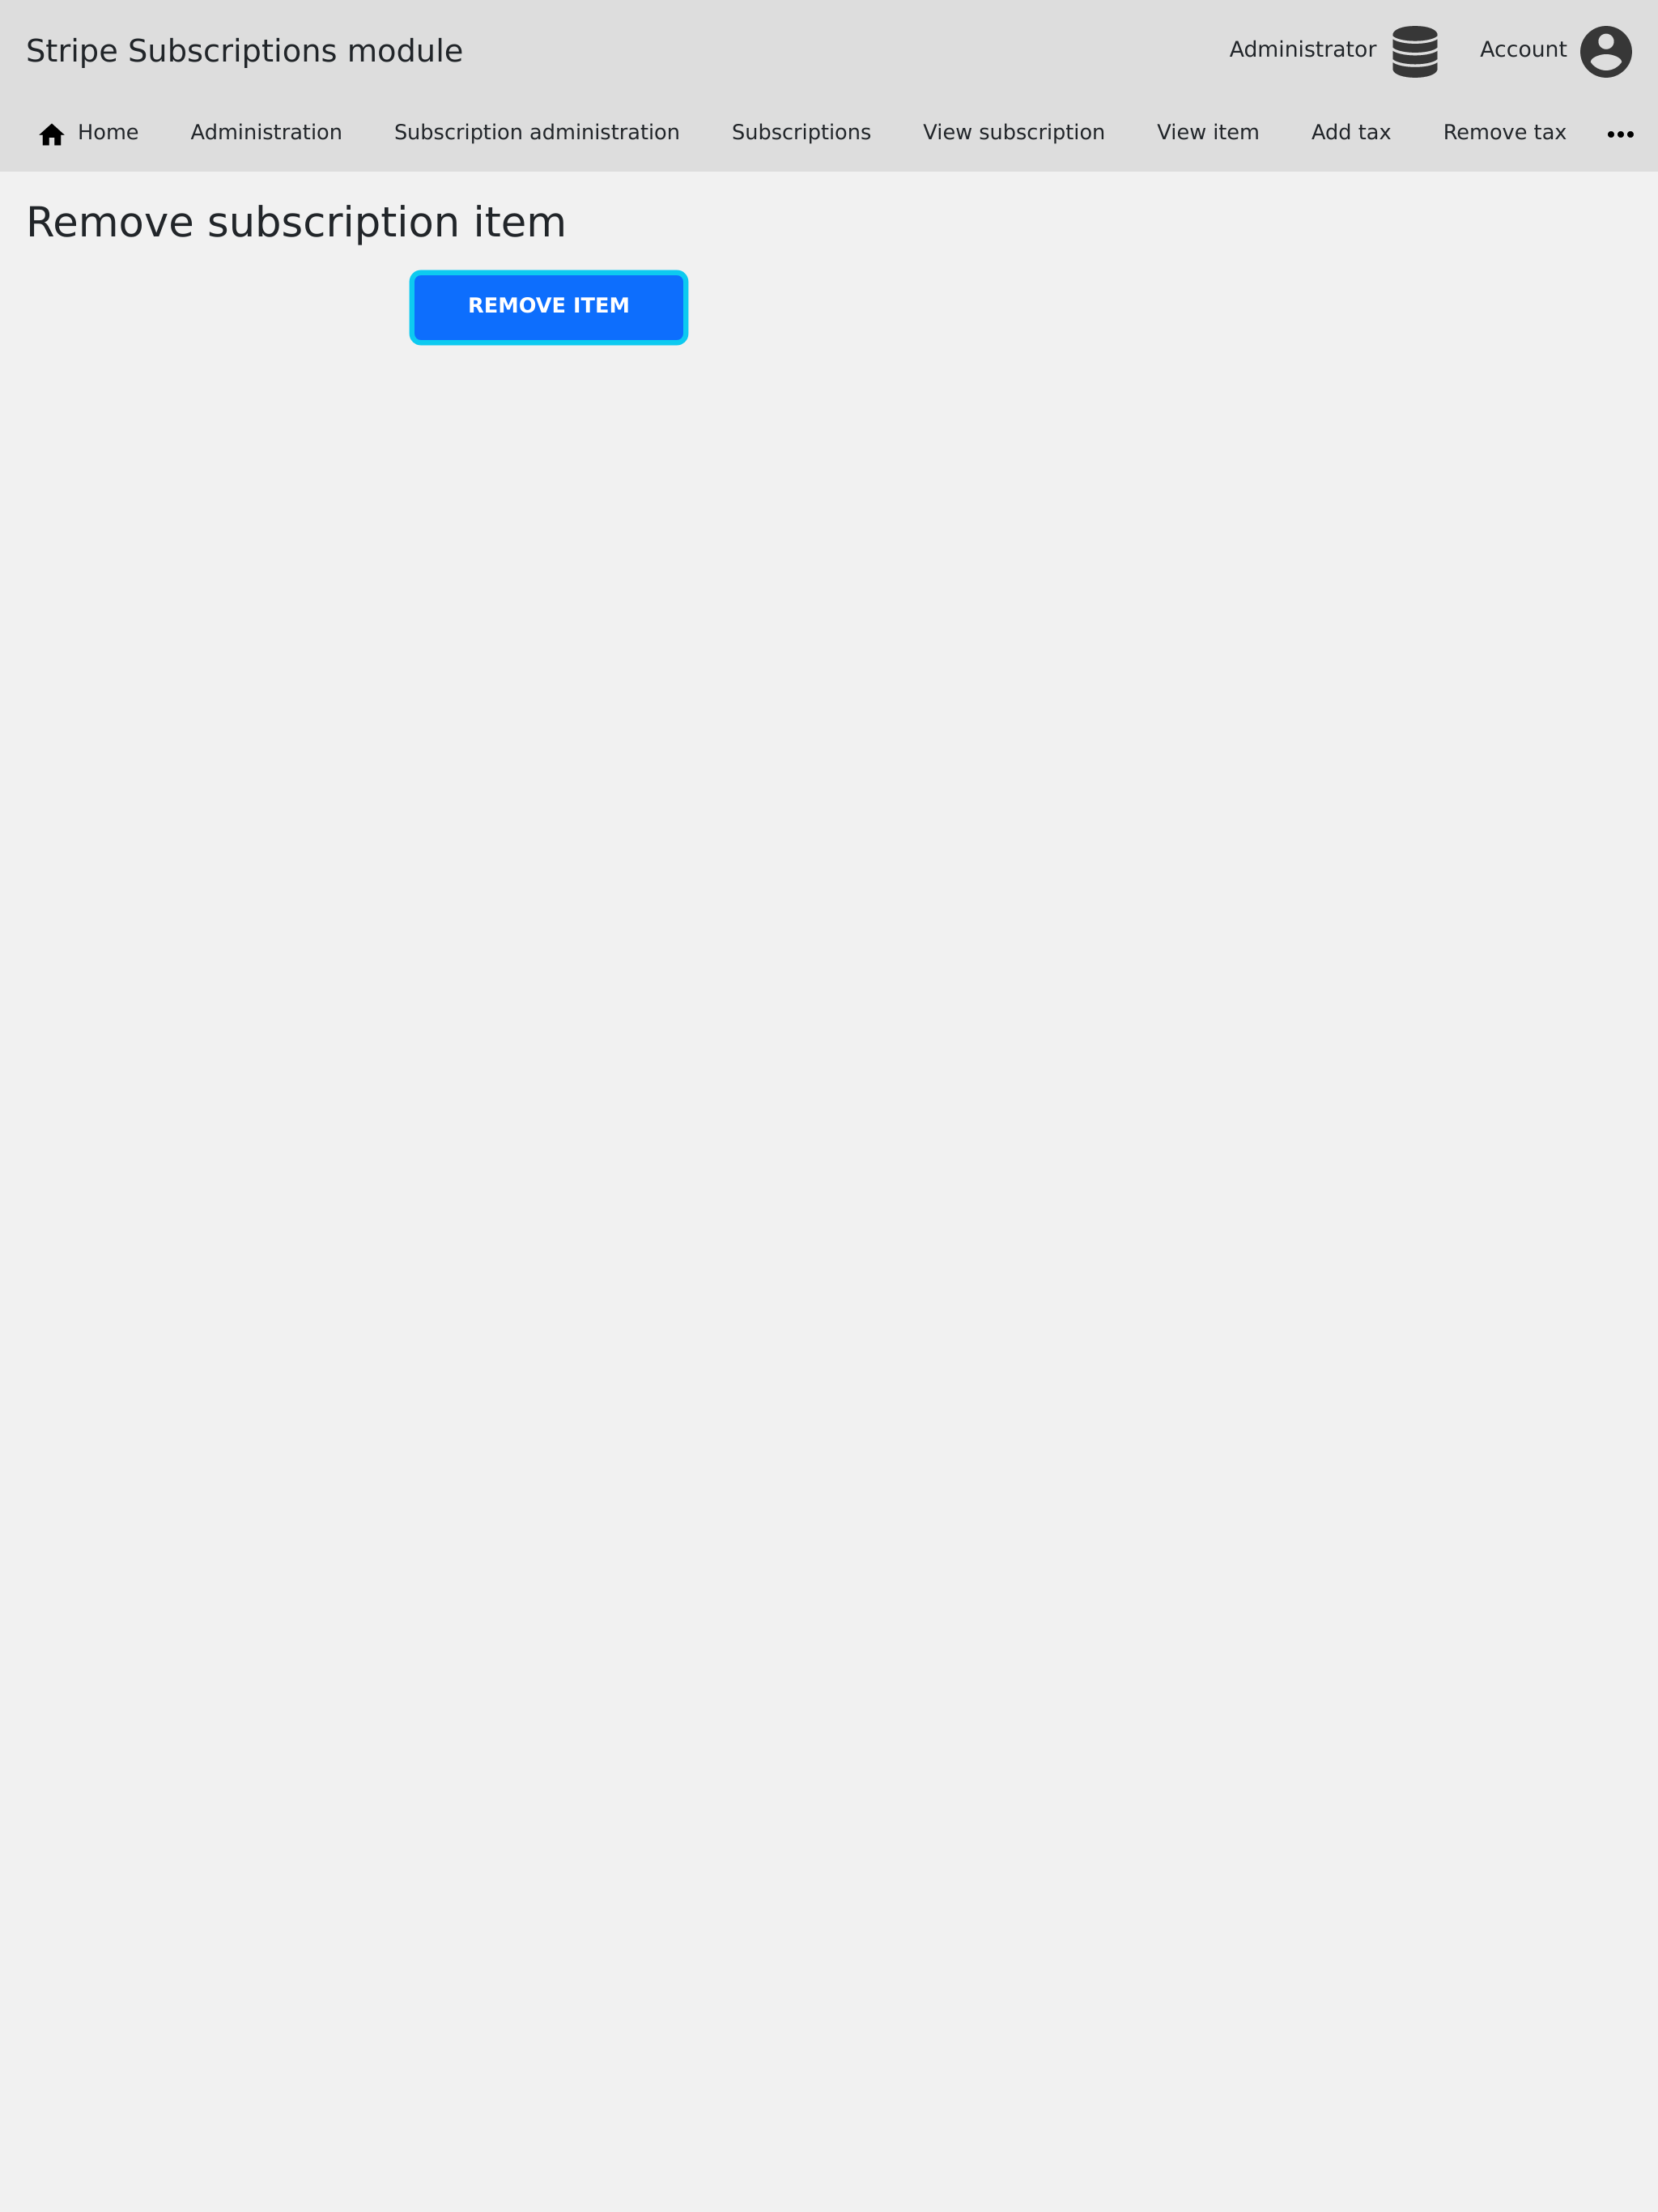 Stripe Subscriptions module
Administrator Account
Home Administration Subscription administration Subscriptions View subscription View item Add tax Remove tax
Remove subscription item
REMOVE ITEM